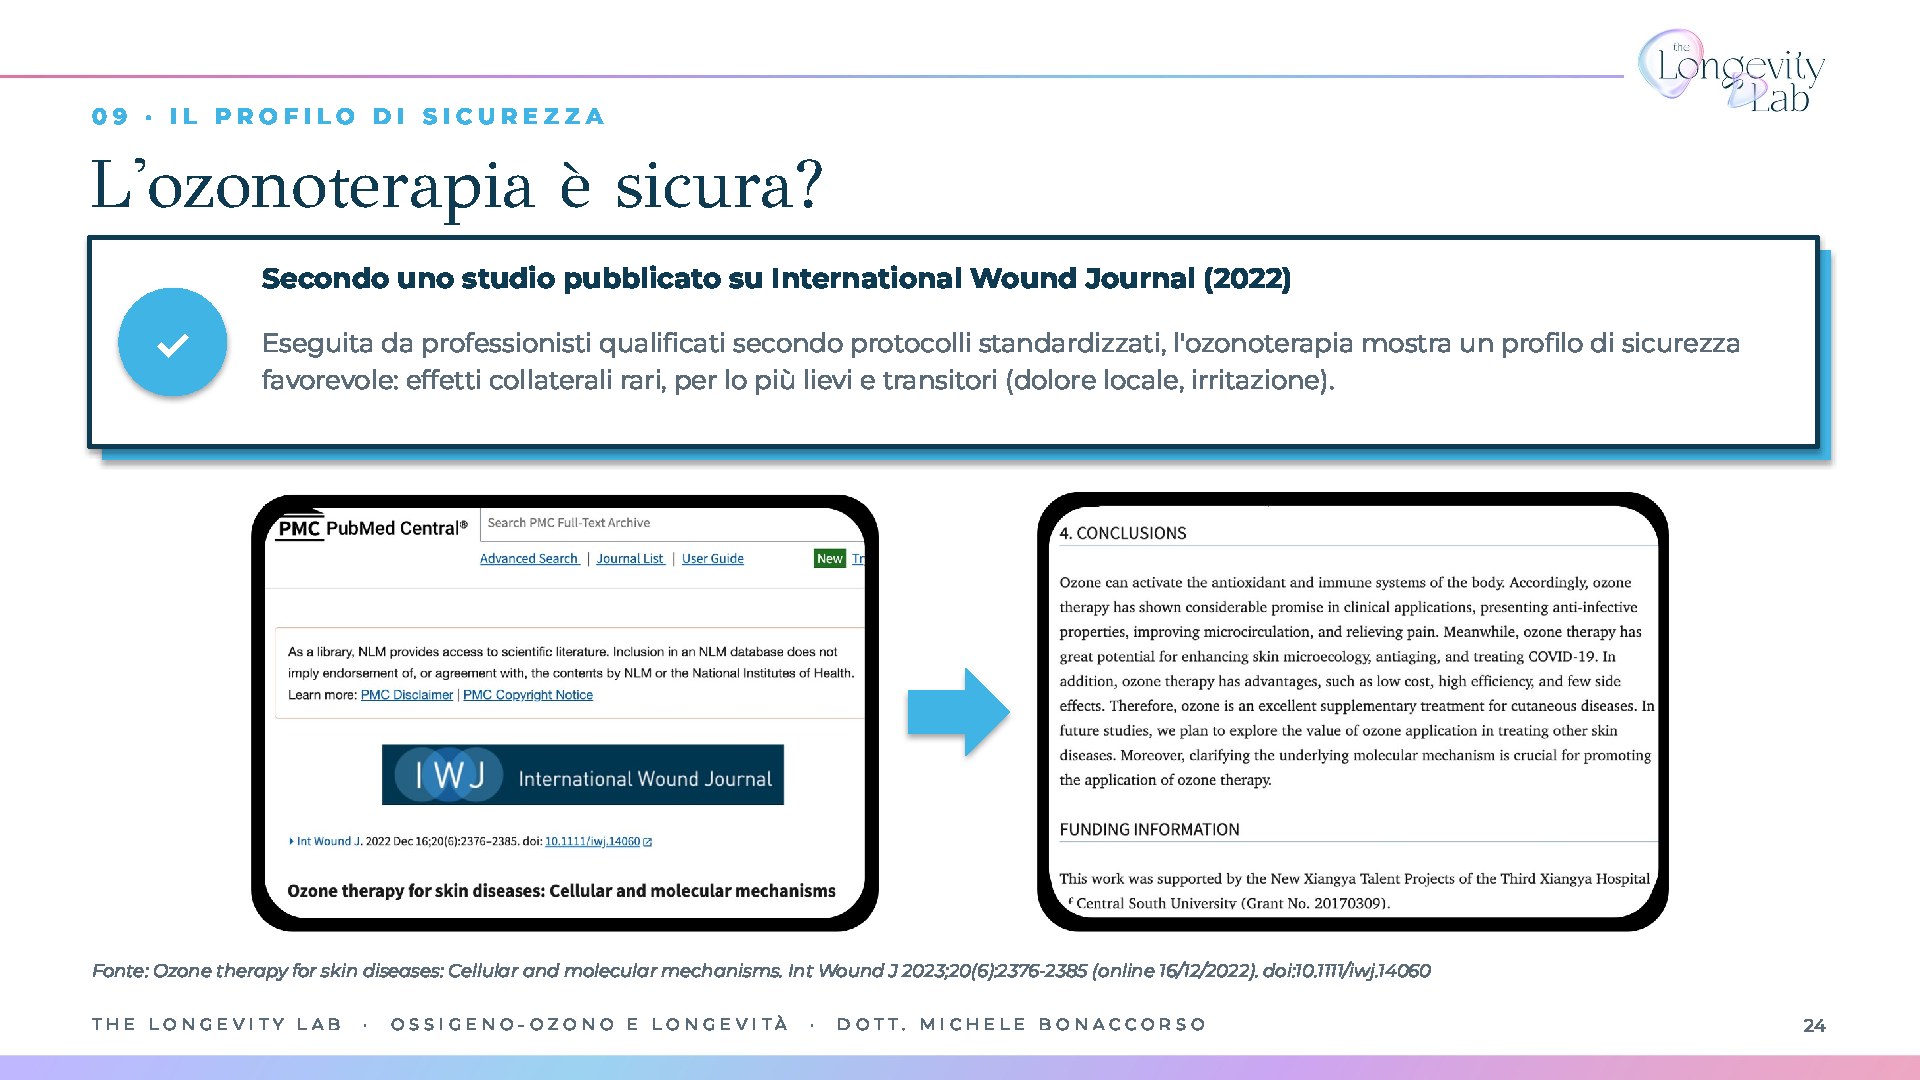 the
Longevity
Lab
09 · IL PROFILO DI SICUREZZA
L’ozonoterapia è sicura?
Secondo uno studio pubblicato su International Wound Journal (2022)
Eseguita da professionisti qualificati secondo protocolli standardizzati, l'ozonoterapia mostra un profilo di sicurezza
favorevole: effetti collaterali rari, per lo più lievi e transitori (dolore locale, irritazione).
PMC PubMed Central®
Search PMC Full-Text Archive
Advanced Search | Journal List | User Guide
New Tr
As a library, NLM provides access to scientific literature. Inclusion in an NLM database does not
imply endorsement of, or agreement with, the contents by NLM or the National Institutes of Health.
Learn more: PMC Disclaimer | PMC Copyright Notice
IWJ International Wound Journal
Int Wound J. 2022 Dec 16;20(6):2376–2385. doi: 10.1111/iwj.14060
Ozone therapy for skin diseases: Cellular and molecular mechanisms
4. CONCLUSIONS
Ozone can activate the antioxidant and immune systems of the body. Accordingly, ozone
therapy has shown considerable promise in clinical applications, presenting anti-infective
properties, improving microcirculation, and relieving pain. Meanwhile, ozone therapy has
great potential for enhancing skin microecology, antiaging, and treating COVID-19. In
addition, ozone therapy has advantages, such as low cost, high efficiency, and few side
effects. Therefore, ozone is an excellent supplementary treatment for cutaneous diseases. In
future studies, we plan to explore the value of ozone application in treating other skin
diseases. Moreover, clarifying the underlying molecular mechanism is crucial for promoting
the application of ozone therapy.
FUNDING INFORMATION
This work was supported by the New Xiangya Talent Projects of the Third Xiangya Hospital
Central South University (Grant No. 20170309).
Fonte: Ozone therapy for skin diseases: Cellular and molecular mechanisms. Int Wound J 2023;20(6):2376-2385 (online 16/12/2022). doi:10.1111/iwj.14060
THE LONGEVITY LAB · OSSIGENO-OZONO E LONGEVITÀ · DOTT. MICHELE BONACCORSO
24